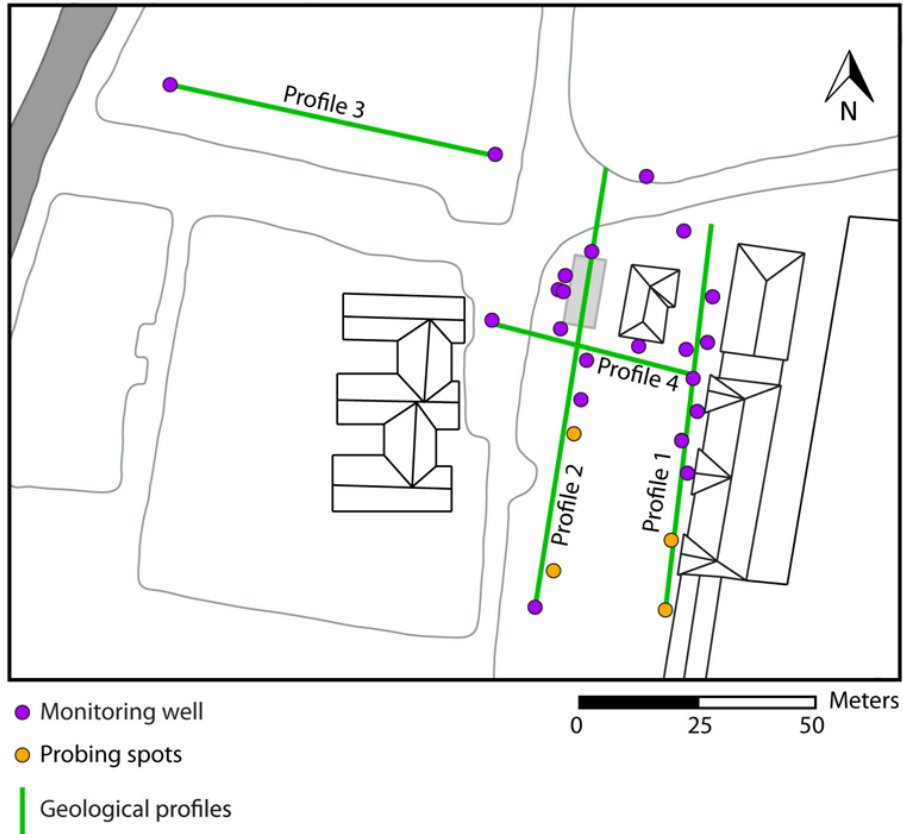 Profile 3
N
Profile 4
Profile 2
Profile 1
Monitoring well
Meters
0 25 50
Probing spots
Geological profiles